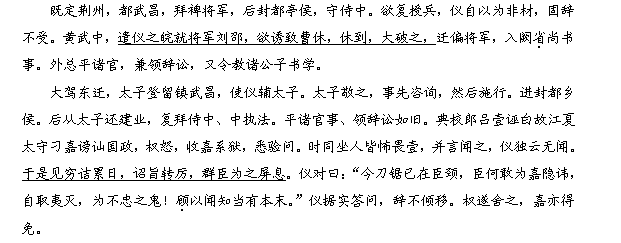 既定荆州，都武昌，拜裨将军，后封都亭侯，守侍中。欲复授兵，仪自以为非材，固辞
不受。黄武中，遣仪之皖就将军刘邵，欲诱致曹休，休到，大破之，迁偏将军，入阙省尚书
事。外总平诸官，兼领辞讼，又令教诸公子书学。
大驾东迁，太子登留镇武昌，使仪辅太子。太子敬之，事先咨询，然后施行。进封都乡
侯。后从太子还建业，复拜侍中、中执法。平诸官事、领辞讼如旧。典校郎吕壹诬白故江夏
太守刁嘉谤讪国政，权怒，收嘉系狱，悉验问。时同坐人皆怖畏壹，并言闻之，仪独云无闻。
于是见穷诘累日，诏旨转厉，群臣为之屏息。仪对曰：“今刀锯已在臣颈，臣何敢为嘉隐讳，
自取夷灭，为不忠之鬼！顾以闻知当有本末。”仪据实答问，辞不倾移。权遂舍之，嘉亦得
免。